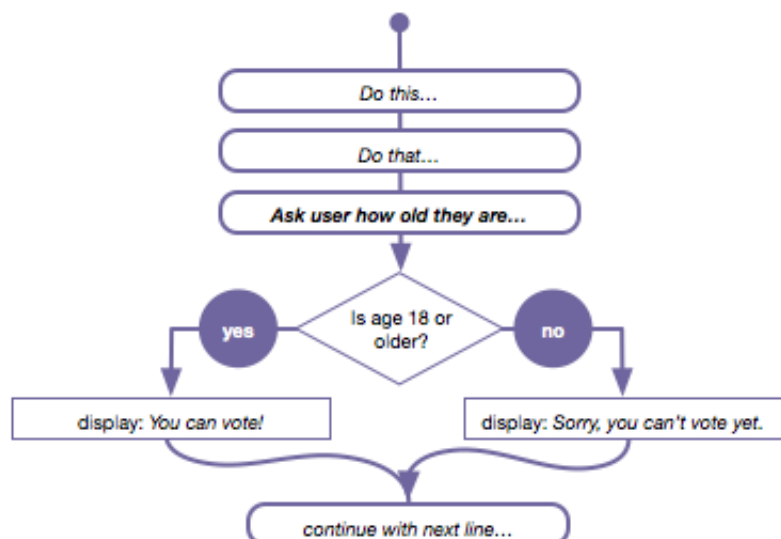 Do this…
Do that…
Ask user how old they are…
Is age 18 or
older?
yes
no
display: You can vote!
display: Sorry, you can't vote yet.
continue with next line…